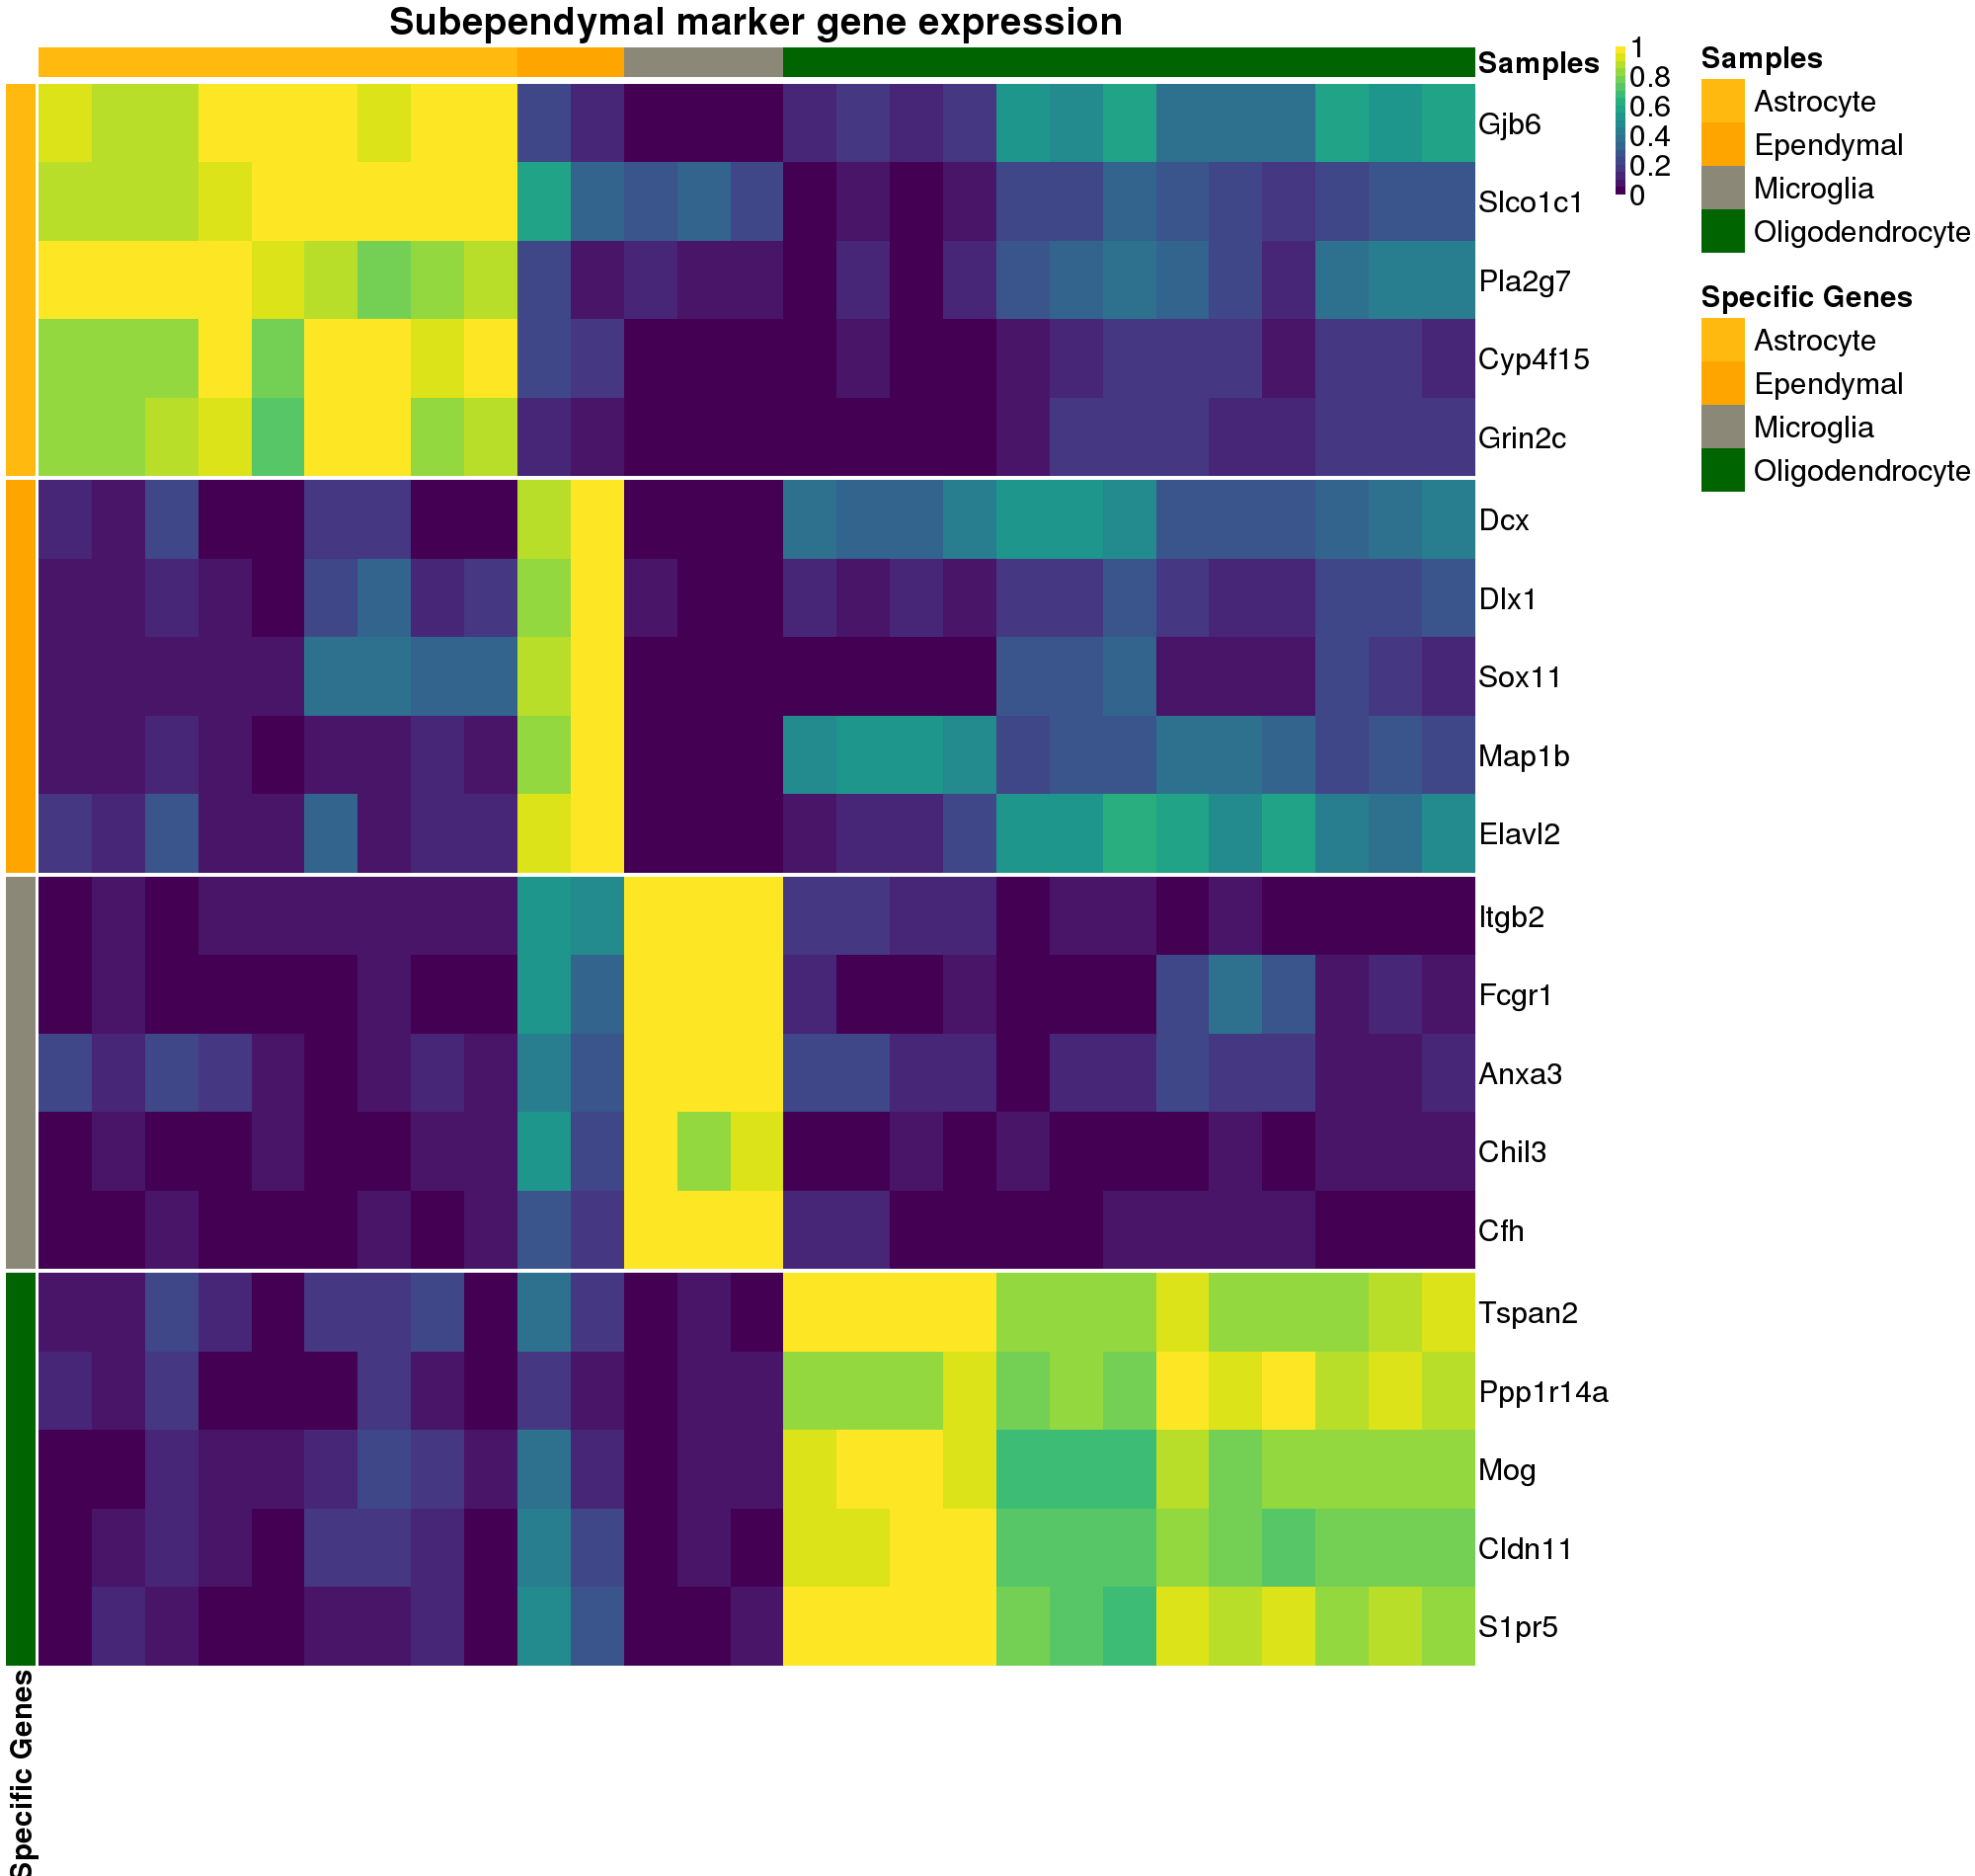 Subependymal marker gene expression
Samples
1
0.8
0.6
0.4
0.2
0
Samples
Astrocyte
Ependymal
Microglia
Oligodendrocyte
Specific Genes
Astrocyte
Ependymal
Microglia
Oligodendrocyte
Gjb6
Slco1c1
Pla2g7
Cyp4f15
Grin2c
Dcx
Dlx1
Sox11
Map1b
Elavl2
Itgb2
Fcgr1
Anxa3
Chil3
Cfh
Tspan2
Ppp1r14a
Mog
Cldn11
S1pr5
Specific Genes